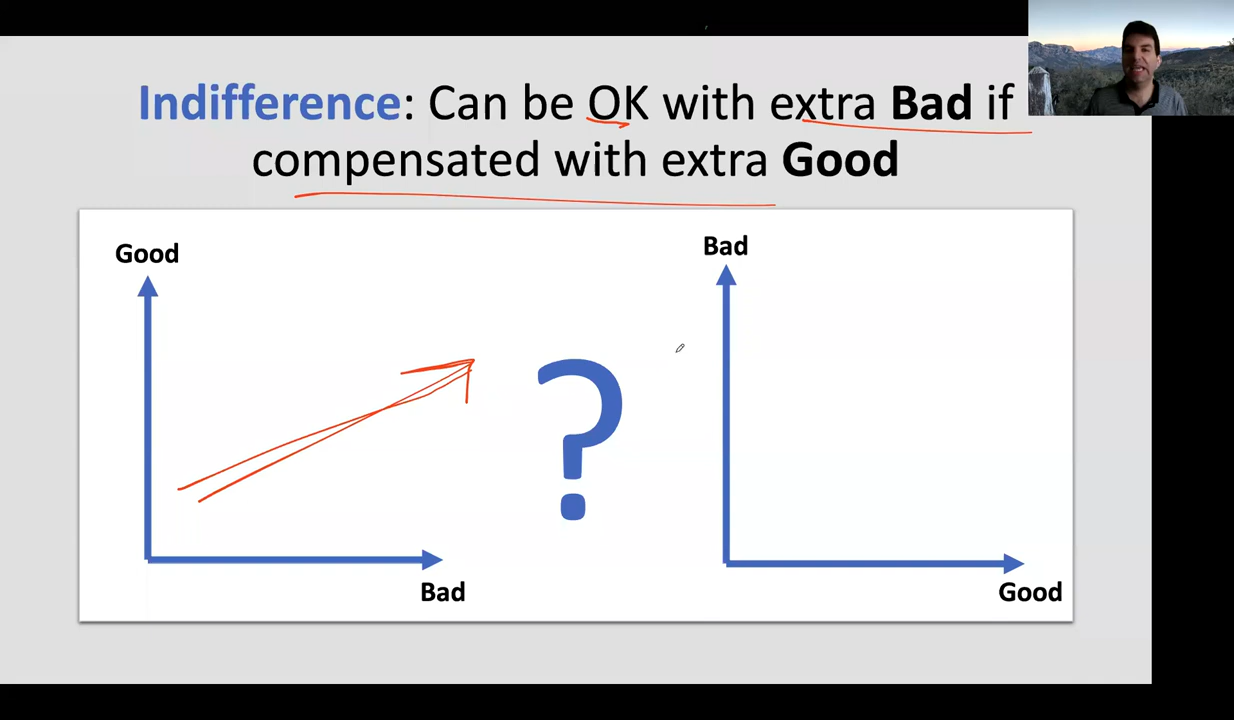 Indifference: Can be OK with extra Bad if
compensated with extra Good
Good
Bad
?
Bad
Good